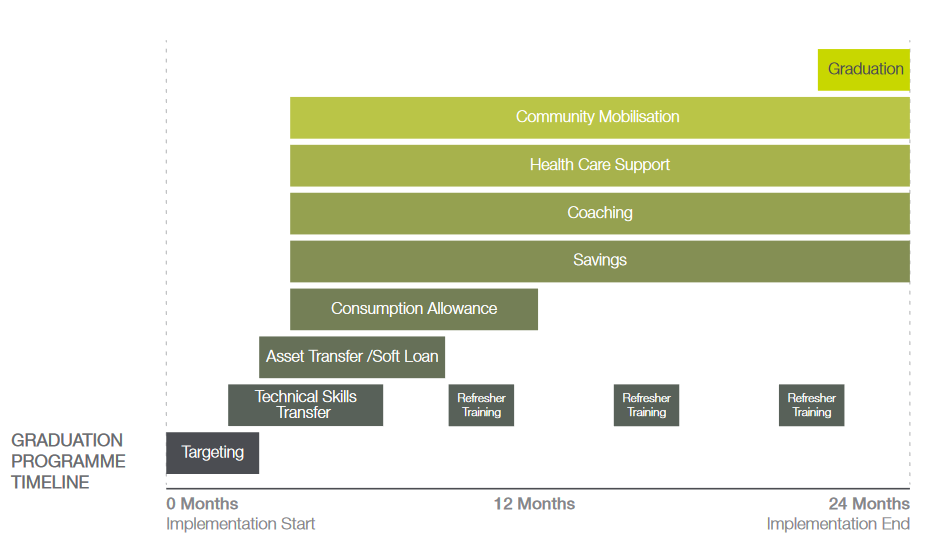 Graduation
Community Mobilisation
Health Care Support
Coaching
Savings
Consumption Allowance
Asset Transfer /Soft Loan
Technical Skills
Transfer
Refresher
Training
Refresher
Training
Refresher
Training
Targeting
GRADUATION
PROGRAMME
TIMELINE
0 Months
Implementation Start
12 Months
24 Months
Implementation End